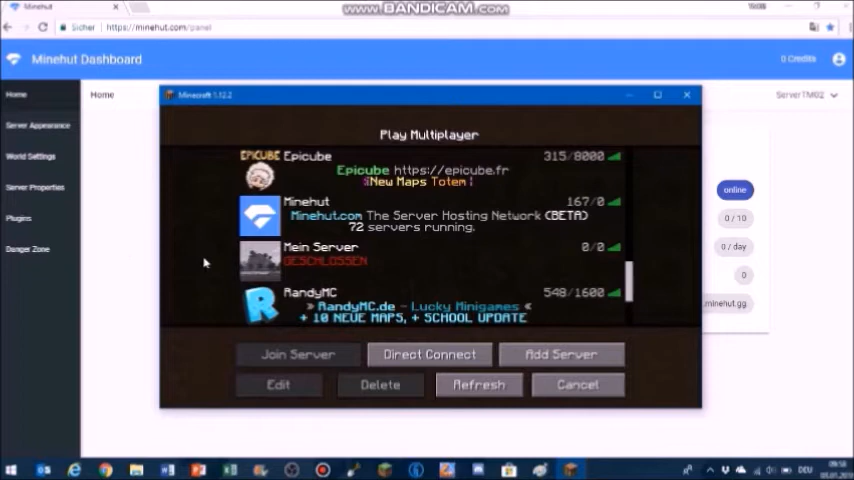 Minehut
www.BANDICAM.com
Sicher
https://minehut.com/panel
Minehut Dashboard
0 Credits
Home
Home
ServerTM02
Server Appearance
World Settings
Server Properties
Plugins
Danger Zone
online
0 / 10
0 / day
0
.minehut.gg
Minecraft 1.12.2
Play Multiplayer
EPICUBE
Epicube 315/8000
Epicube https://epicube.fr
New Maps Totem
Minehut 167/0
Minehut.com The Server Hosting Network (BETA)
72 servers running.
Mein Server 0/0
GESCHLOSSEN
RandyMC 548/1600
» RandyMC.de - Lucky Minigames «
+ 10 NEUE MAPS, + SCHOOL UPDATE
Join Server
Direct Connect
Add Server
Edit
Delete
Refresh
Cancel
DEU
09:58